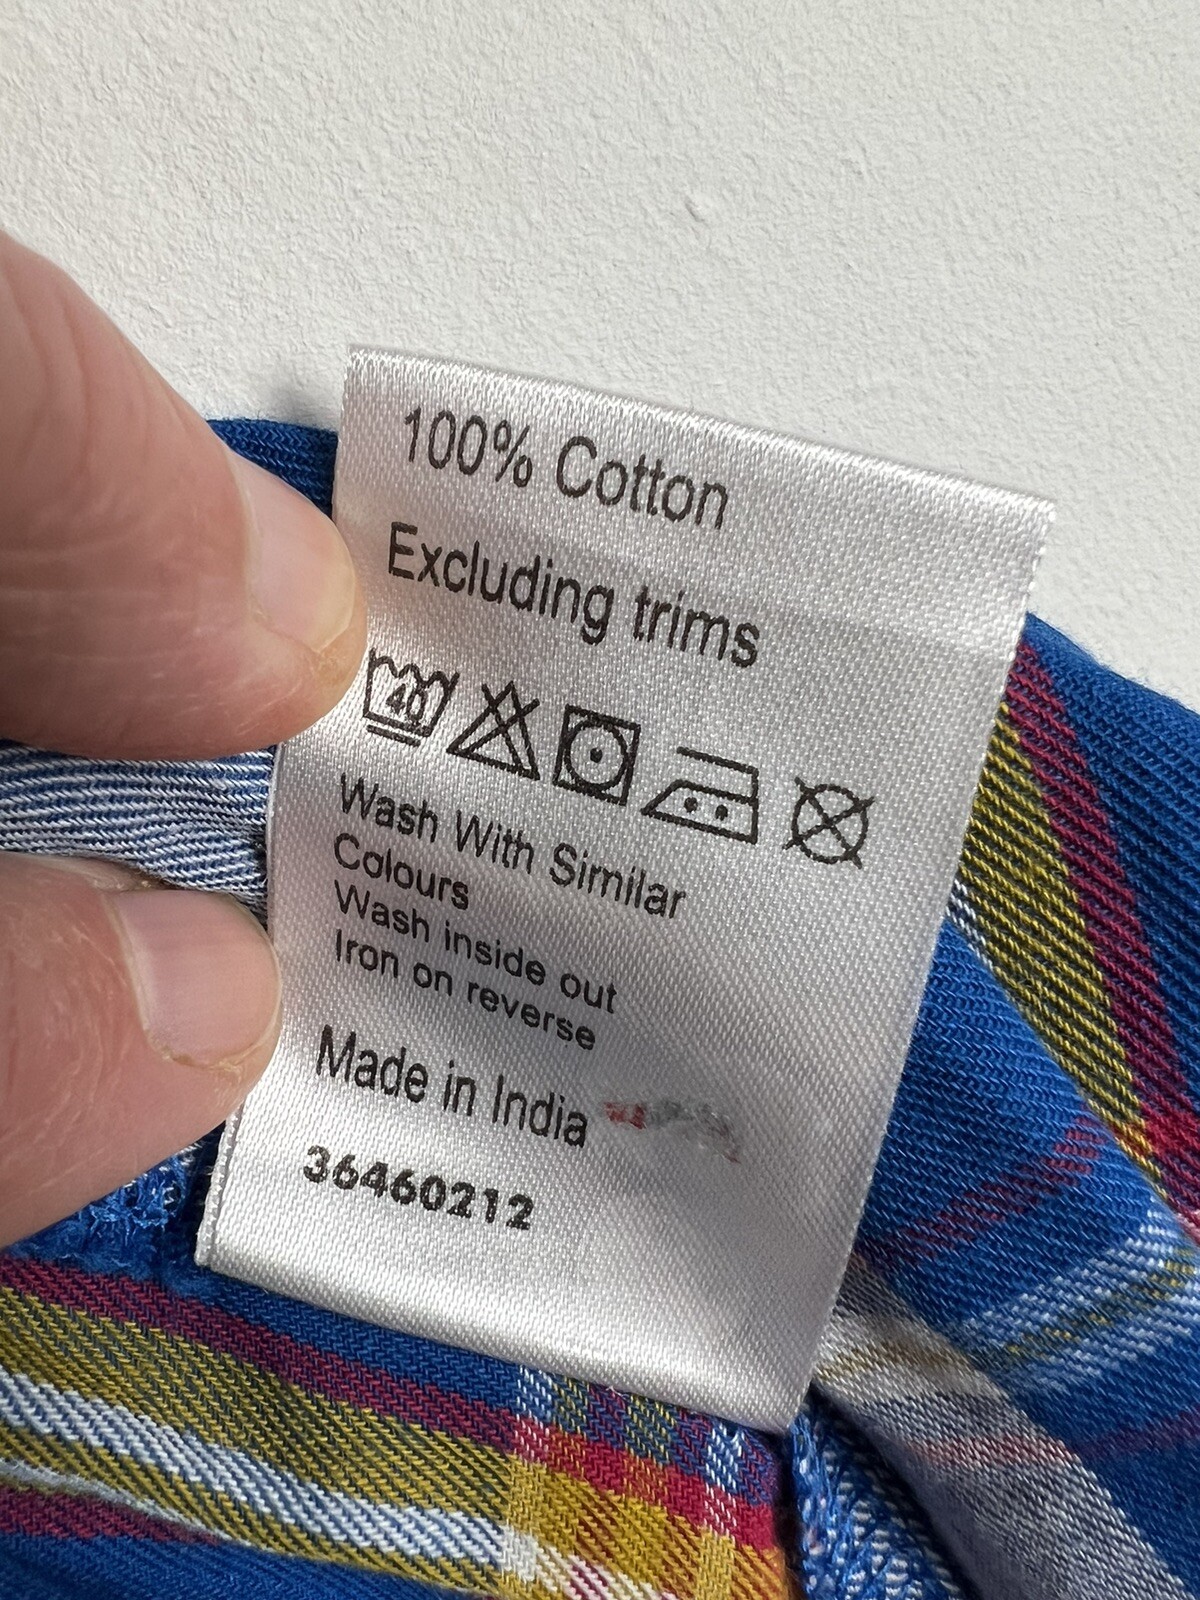 100% Cotton
Excluding trims
40
Wash With Similar
Colours
Wash inside out
Iron on reverse
Made in India
36460212